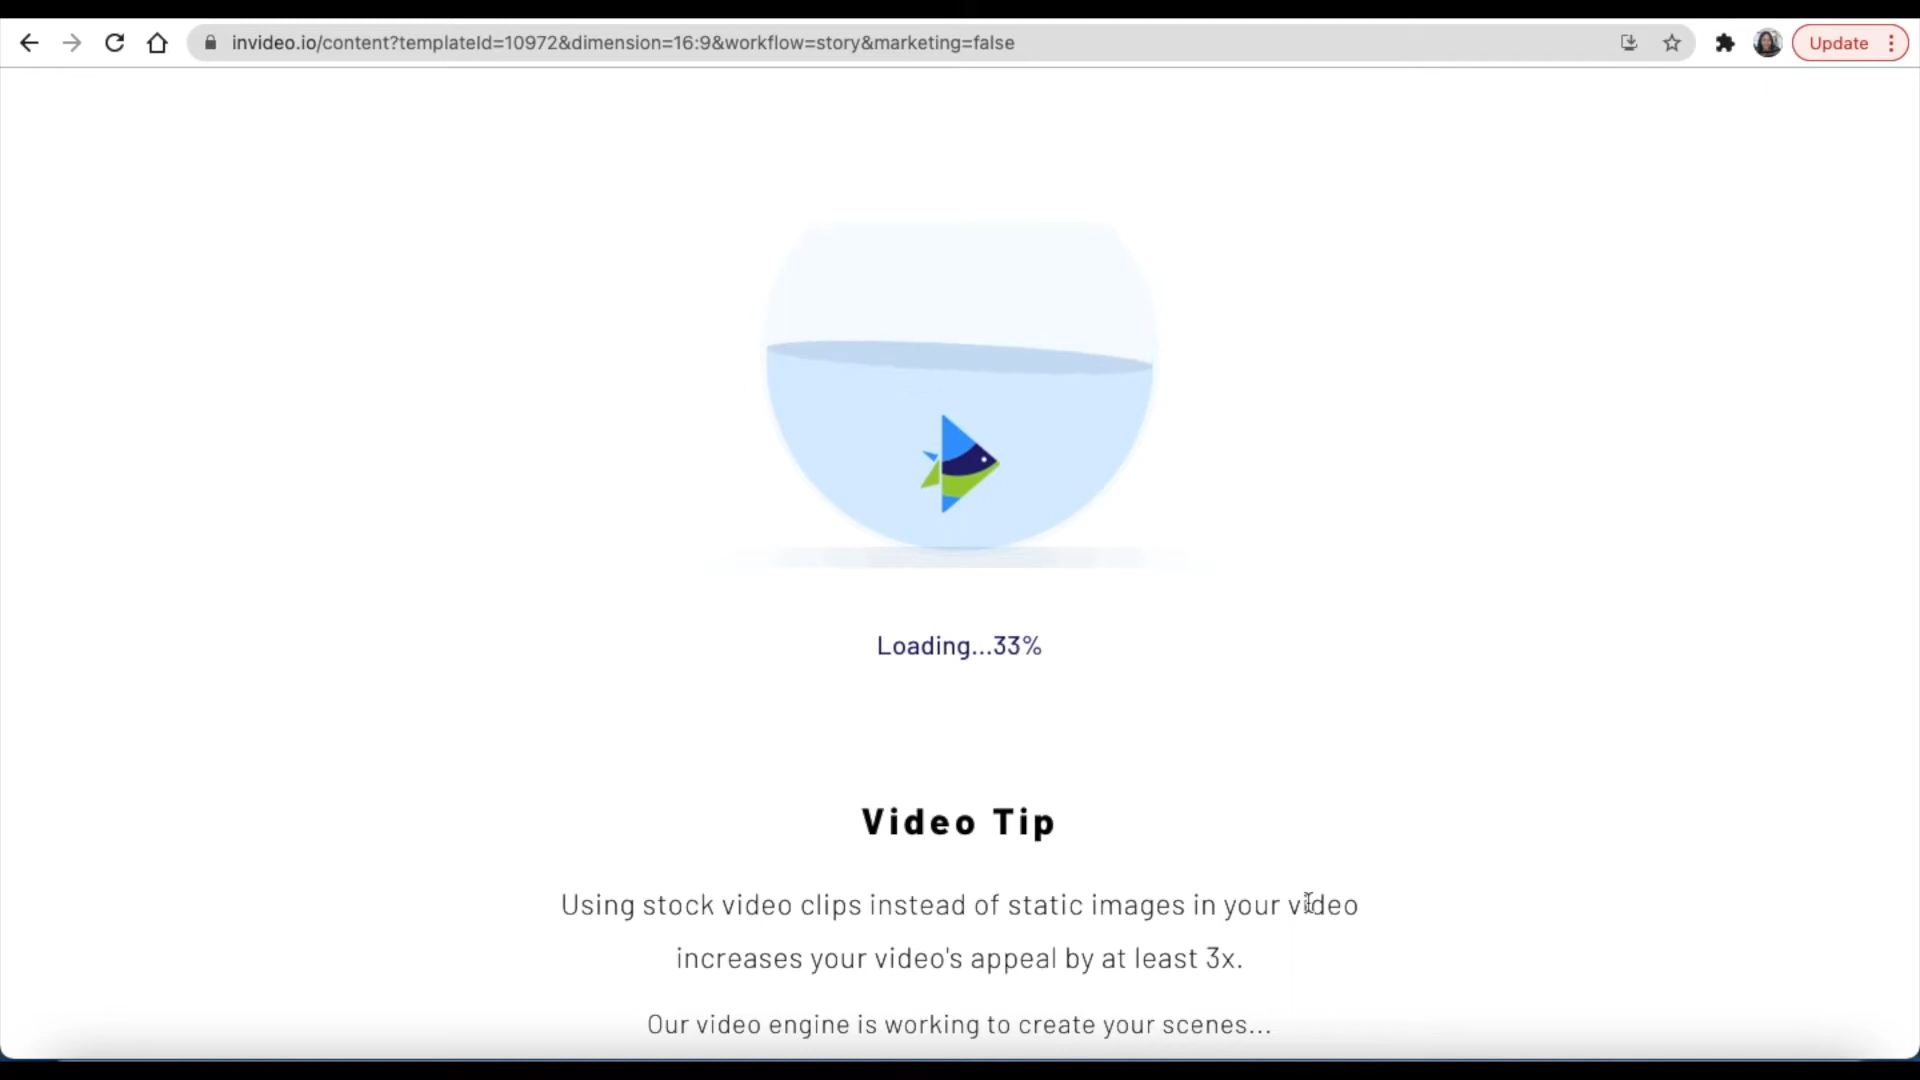 invideo.io/content?templateId=10972&dimension=16:9&workflow=story&marketing=false
Update
Loading...33%
Video Tip
Using stock video clips instead of static images in your video
increases your video's appeal by at least 3x.
Our video engine is working to create your scenes...